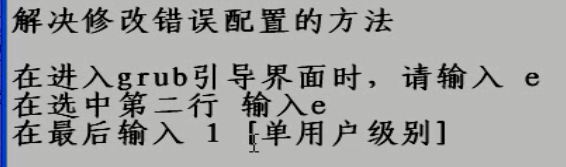 解决修改错误配置的方法
在进入grub引导界面时，请输入 e
在选中第二行 输入e
在最后输入 1 [单用户级别]